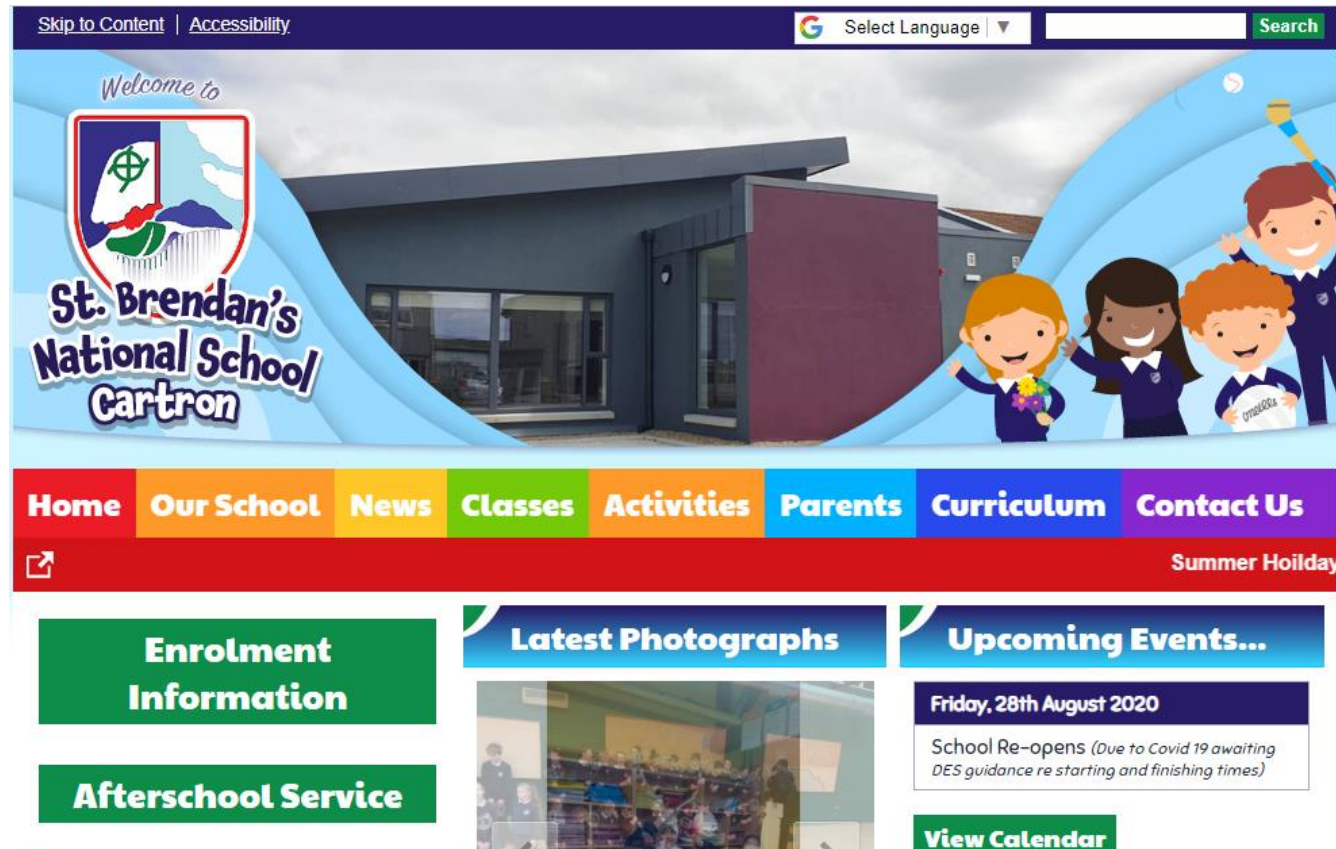 Skip to Content | Accessibility
Select Language | ▼
Search
Welcome to
St. Brendan's
National School
Cartron
O'NEILLS
Home Our School News Classes Activities Parents Curriculum Contact Us
Summer Hoilday
Enrolment
Information
Afterschool Service
Latest Photographs
Upcoming Events...
Friday, 28th August 2020
School Re-opens (Due to Covid 19 awaiting
DES guidance re starting and finishing times)
View Calendar